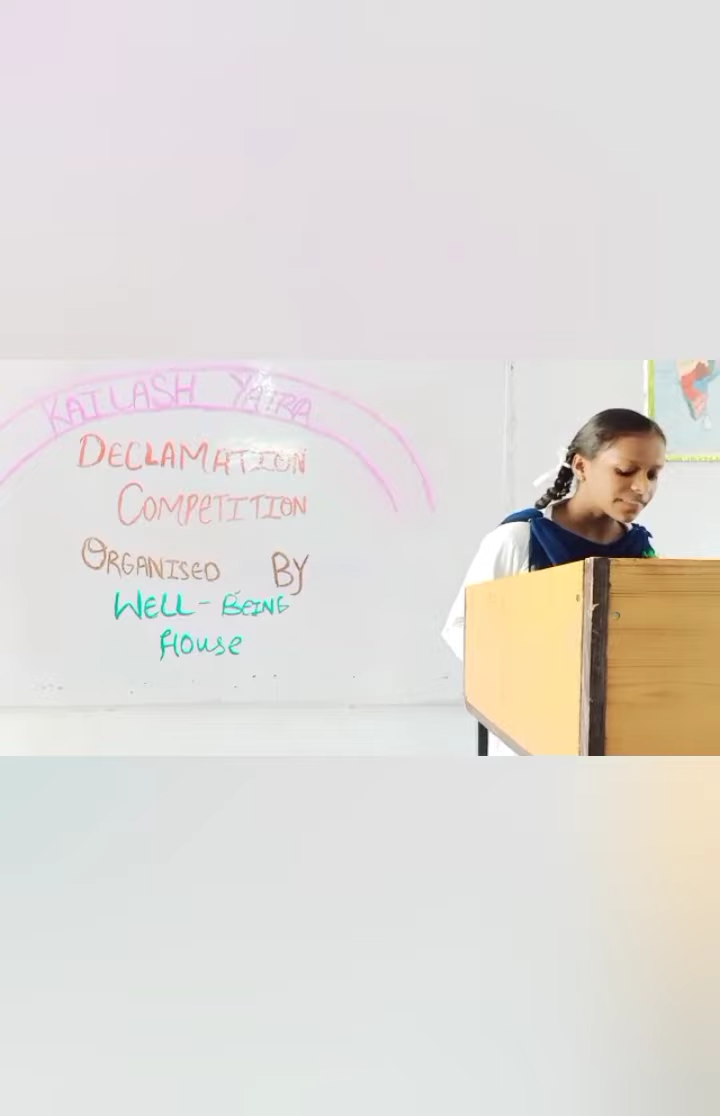 KAILASH YATRA
DECLAMATION
COMPETITION
ORGANISED BY
WELL-BEING
House